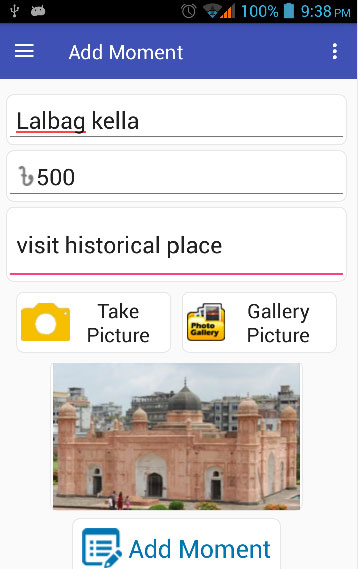 100% 9:38 PM
Add Moment
Lalbag kella
৳500
visit historical place
Take
Picture
Photo
Gallery
Gallery
Picture
Add Moment